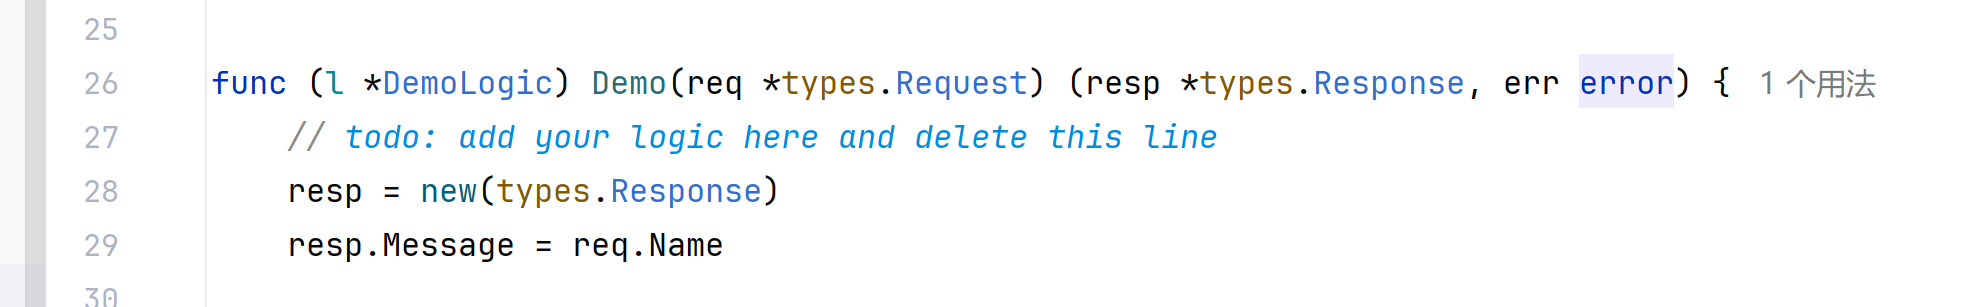 25
26 func (l *DemoLogic) Demo(req *types.Request) (resp *types.Response, err error) { 1 个用法
27 // todo: add your logic here and delete this line
28 resp = new(types.Response)
29 resp.Message = req.Name
30